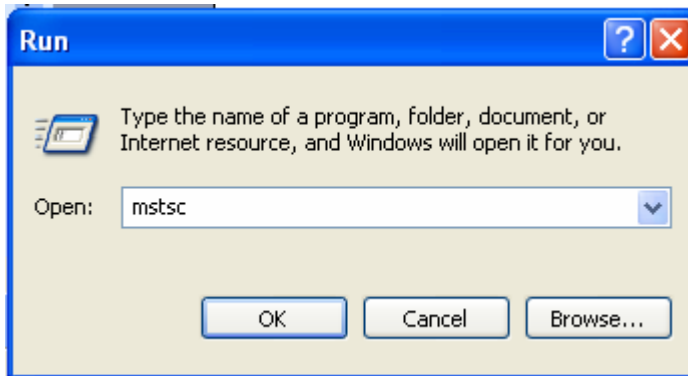 Run
Type the name of a program, folder, document, or
Internet resource, and Windows will open it for you.
Open: mstsc
OK Cancel Browse...